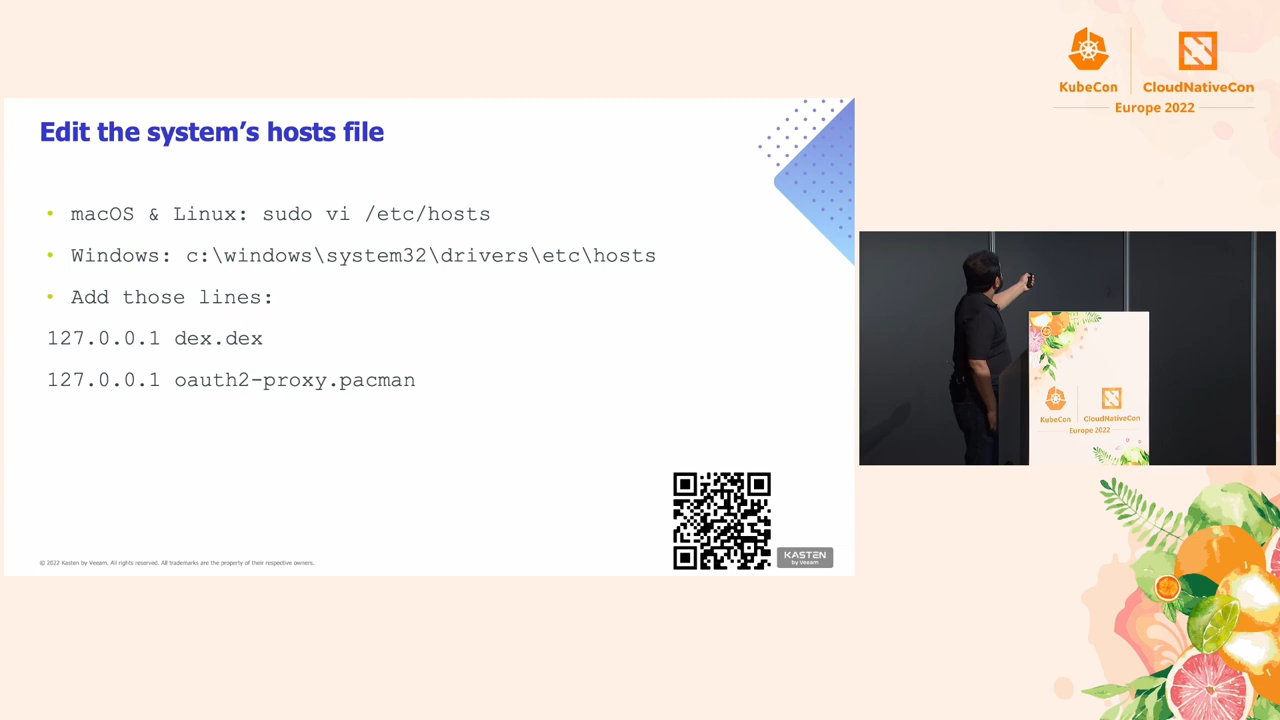 KubeCon
CloudNativeCon
Europe 2022
Edit the system's hosts file
• macOS & Linux: sudo vi /etc/hosts
• Windows: c:\windows\system32\drivers\etc\hosts
• Add those lines:
127.0.0.1 dex.dex
127.0.0.1 oauth2-proxy.pacman
© 2022 Kasten by Veeam. All rights reserved. All trademarks are the property of their respective owners.
KASTEN
by Veeam
KubeCon
CloudNativeCon
Europe 2022